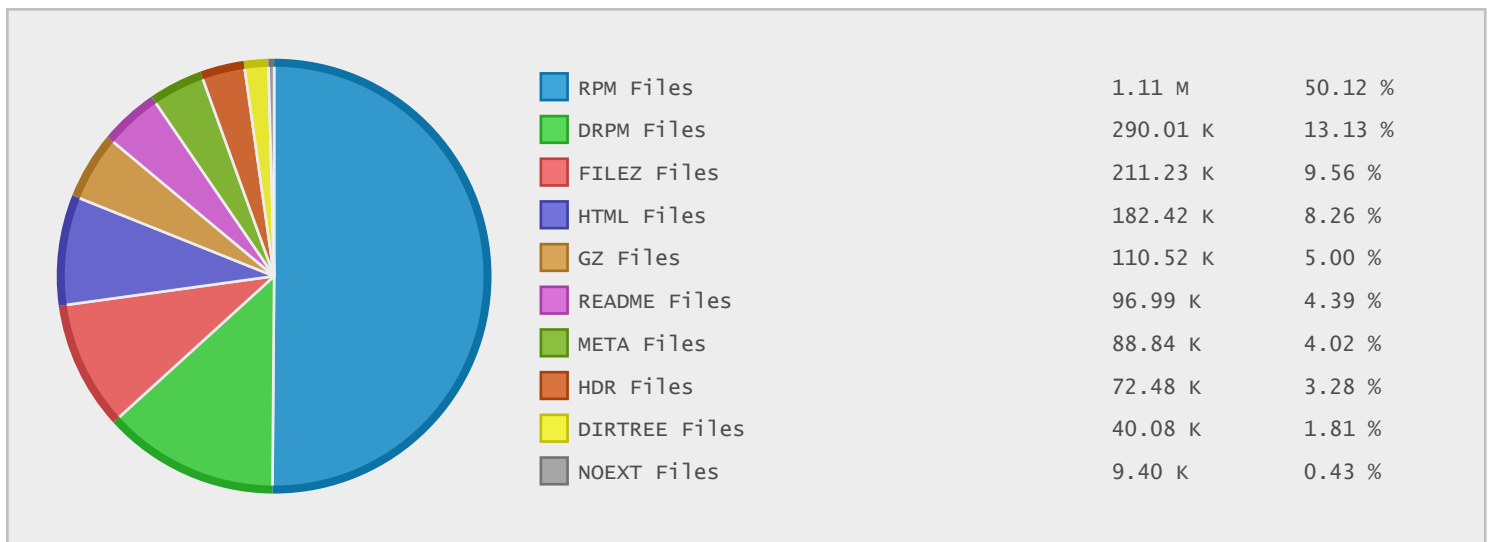 RPM Files 1.11 M 50.12 %
DRPM Files 290.01 K 13.13 %
FILEZ Files 211.23 K 9.56 %
HTML Files 182.42 K 8.26 %
GZ Files 110.52 K 5.00 %
README Files 96.99 K 4.39 %
META Files 88.84 K 4.02 %
HDR Files 72.48 K 3.28 %
DIRTREE Files 40.08 K 1.81 %
NOEXT Files 9.40 K 0.43 %